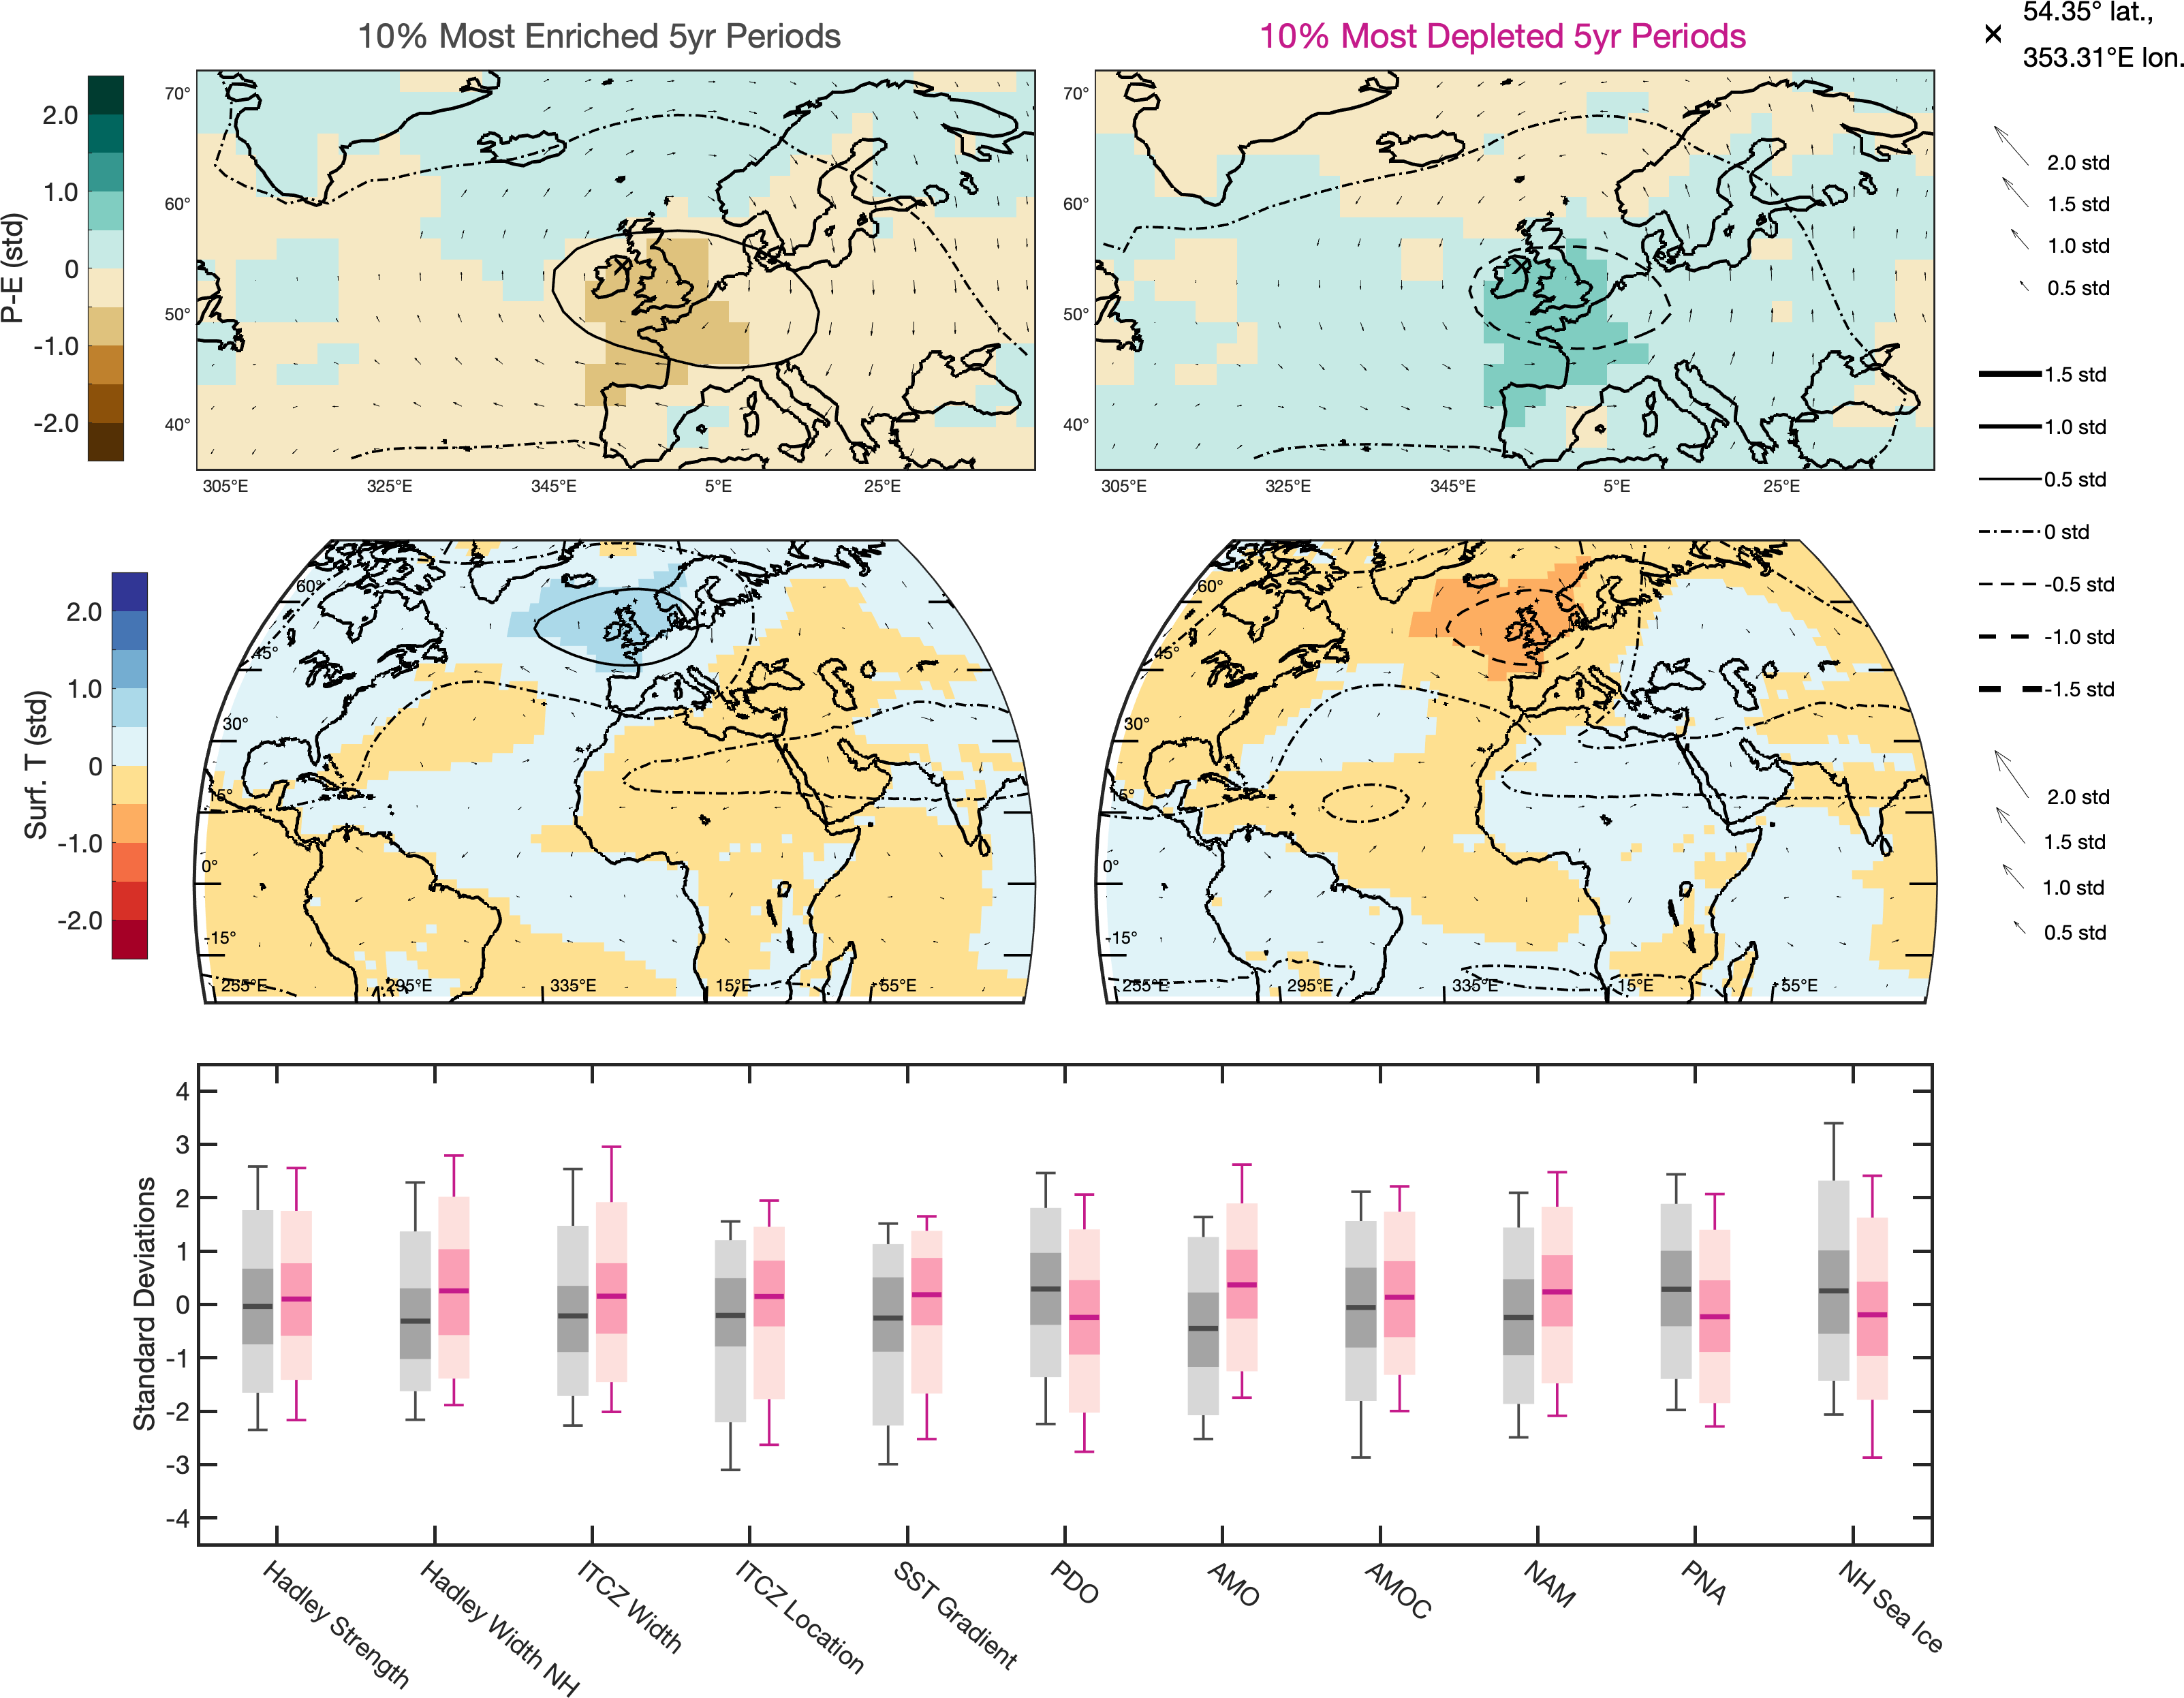 10% Most Enriched 5yr Periods
10% Most Depleted 5yr Periods
54.35° lat.,
353.31°E lon.
P-E (std)
2.0
1.0
0
-1.0
-2.0
70°
60°
50°
40°
305°E
325°E
345°E
5°E
25°E
70°
60°
50°
40°
305°E
325°E
345°E
5°E
25°E
2.0 std
1.5 std
1.0 std
0.5 std
1.5 std
1.0 std
0.5 std
0 std
-0.5 std
-1.0 std
-1.5 std
Surf. T (std)
2.0
1.0
0
-1.0
-2.0
60°
45°
30°
15°
0°
-15°
255°E
295°E
335°E
15°E
55°E
60°
45°
30°
15°
0°
-15°
255°E
295°E
335°E
15°E
55°E
2.0 std
1.5 std
1.0 std
0.5 std
Standard Deviations
4
3
2
1
0
-1
-2
-3
-4
Hadley Strength
Hadley Width NH
ITCZ Width
ITCZ Location
SST Gradient
PDO
AMO
AMOC
NAM
PNA
NH Sea Ice